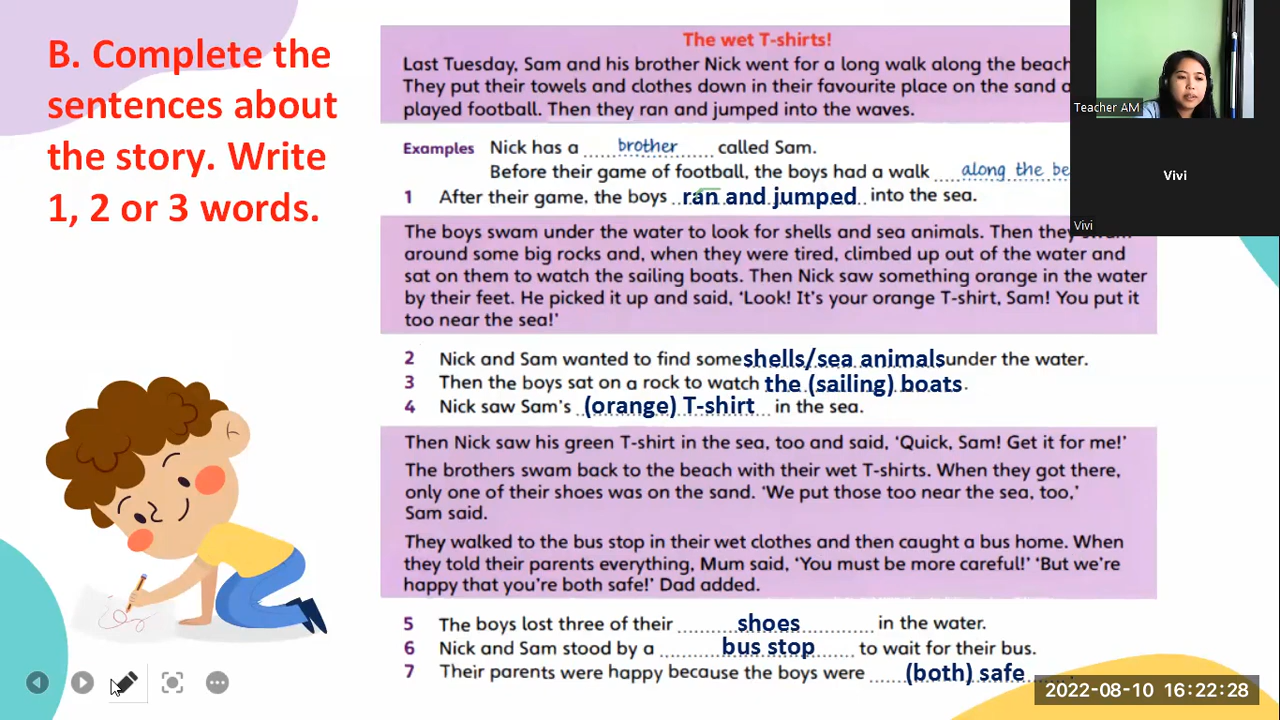 B. Complete the
sentences about
the story. Write
1, 2 or 3 words.
The wet T-shirts!
Last Tuesday, Sam and his brother Nick went for a long walk along the beach
They put their towels and clothes down in their favourite place on the sand
played football. Then they ran and jumped into the waves.
Examples Nick has a brother called Sam.
Before their game of football, the boys had a walk along the be
1 After their game. the boys ran and jumped into the sea.
The boys swam under the water to look for shells and sea animals. Then they swam
around some big rocks and, when they were tired, climbed up out of the water and
sat on them to watch the sailing boats. Then Nick saw something orange in the water
by their feet. He picked it up and said, 'Look! It's your orange T-shirt, Sam! You put it
too near the sea!'
2 Nick and Sam wanted to find some shells/sea animals under the water.
3 Then the boys sat on a rock to watch the (sailing) boats.
4 Nick saw Sam's (orange) T-shirt in the sea.
Then Nick saw his green T-shirt in the sea, too and said, 'Quick, Sam! Get it for me!'
The brothers swam back to the beach with their wet T-shirts. When they got there,
only one of their shoes was on the sand. 'We put those too near the sea, too,'
Sam said.
They walked to the bus stop in their wet clothes and then caught a bus home. When
they told their parents everything, Mum said, 'You must be more careful!' 'But we're
happy that you're both safe!' Dad added.
5 The boys lost three of their shoes in the water.
6 Nick and Sam stood by a bus stop to wait for their bus.
7 Their parents were happy because the boys were (both) safe.
Teacher AM
Vivi
Vivi
2022-08-10 16:22:28